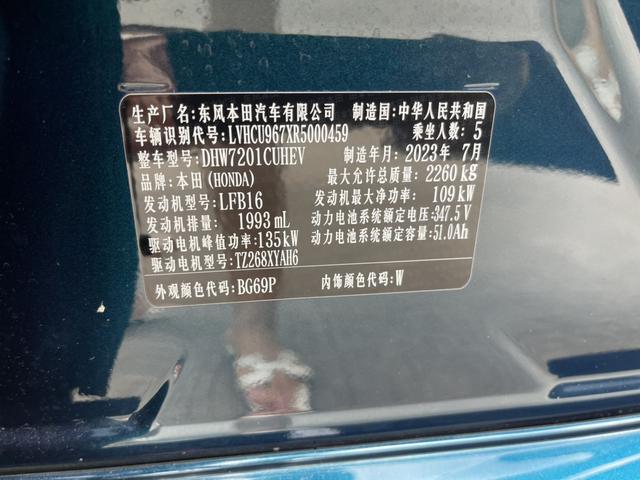 生产厂名:东风本田汽车有限公司 制造国:中华人民共和国
车辆识别代号:LVHCU967XR5000459 乘坐人数:5
整车型号:DHW7201CUHEV 制造年月:2023年7月
品牌:本田(HONDA) 最大允许总质量:2260kg
发动机型号:LFB16 发动机最大净功率:109kW
发动机排量:1993mL 动力电池系统额定电压:347.5V
驱动电机峰值功率:135kW 动力电池系统额定容量:51.0Ah
驱动电机型号:TZ268XYAH6
外观颜色代码:BG69P 内饰颜色代码:W